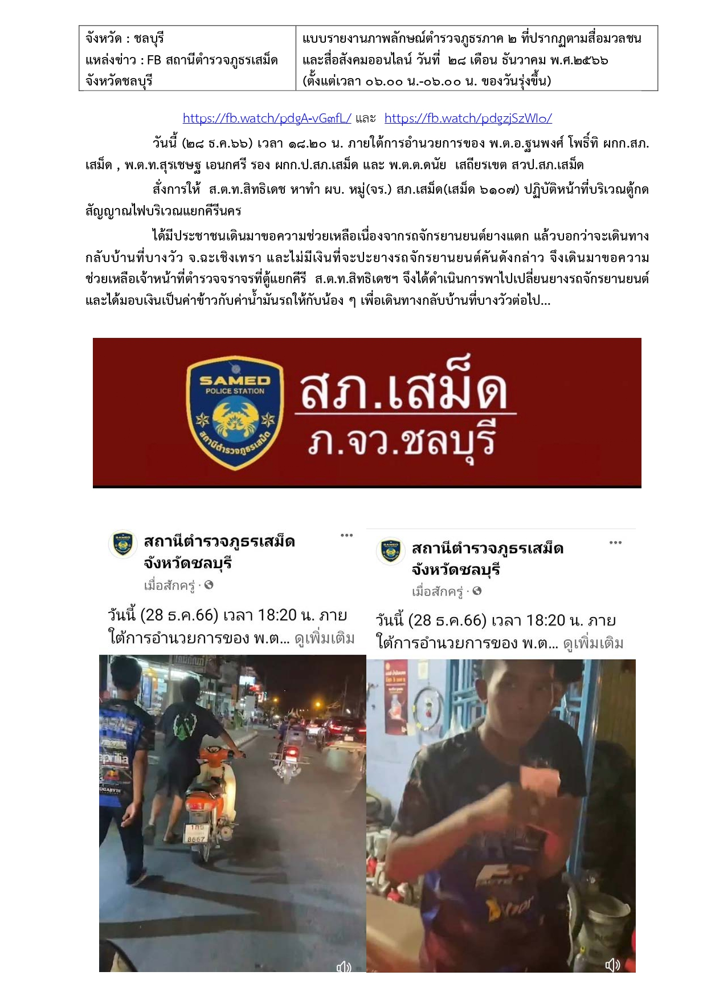 จังหวัด : ชลบุรี
แหล่งข่าว : FB สถานีตำรวจภูธรเสม็ด
จังหวัดชลบุรี
แบบรายงานภาพลักษณ์ตำรวจภูธรภาค ๒ ที่ปรากฏตามสื่อมวลชน
และสื่อสังคมออนไลน์ วันที่ ๒๘ เดือน ธันวาคม พ.ศ.๒๕๖๖
(ตั้งแต่เวลา ๐๖.๐๐ น.-๐๖.๐๐ น. ของวันรุ่งขึ้น)
https://fb.watch/pdgA-vG๓fL/ และ https://fb.watch/pdgzjSzWl๐/
วันนี้ (๒๘ ธ.ค.๖๖) เวลา ๑๘.๒๐ น. ภายใต้การอำนวยการของ พ.ต.อ.ฐนพงศ์ โพธิ์ทิ ผกก.สภ.
เสม็ด , พ.ต.ท.สุรเชษฐ เอนกศรี รอง ผกก.ป.สภ.เสม็ด และ พ.ต.ต.ดนัย เสถียรเขต สวป.สภ.เสม็ด
สั่งการให้ ส.ต.ท.สิทธิเดช หาทำ ผบ. หมู่(จร.) สภ.เสม็ด(เสม็ด ๖๑๐๗) ปฏิบัติหน้าที่บริเวณตู้กด
สัญญาณไฟบริเวณแยกคีรีนคร
ได้มีประชาชนเดินมาขอความช่วยเหลือเนื่องจากรถจักรยานยนต์ยางแตก แล้วบอกว่าจะเดินทาง
กลับบ้านที่บางวัว จ.ฉะเชิงเทรา และไม่มีเงินที่จะปะยางรถจักรยานยนต์คันดังกล่าว จึงเดินมาขอความ
ช่วยเหลือเจ้าหน้าที่ตำรวจจราจรที่ตู้แยกคีรี ส.ต.ท.สิทธิเดชฯ จึงได้ดำเนินการพาไปเปลี่ยนยางรถจักรยานยนต์
และได้มอบเงินเป็นค่าข้าวกับค่าน้ำมันรถให้กับน้อง ๆ เพื่อเดินทางกลับบ้านที่บางวัวต่อไป...
SAMED
POLICE STATION
สถานีตำรวจภูธรเสม็ด
สภ.เสม็ด
ภ.จว.ชลบุรี
สถานีตำรวจภูธรเสม็ด
จังหวัดชลบุรี
เมื่อสักครู่ ·
วันนี้ (28 ธ.ค.66) เวลา 18:20 น. ภาย
ใต้การอำนวยการของ พ.ต... ดูเพิ่มเติม
สถานีตำรวจภูธรเสม็ด
จังหวัดชลบุรี
เมื่อสักครู่ ·
วันนี้ (28 ธ.ค.66) เวลา 18:20 น. ภาย
ใต้การอำนวยการของ พ.ต... ดูเพิ่มเติม
8667